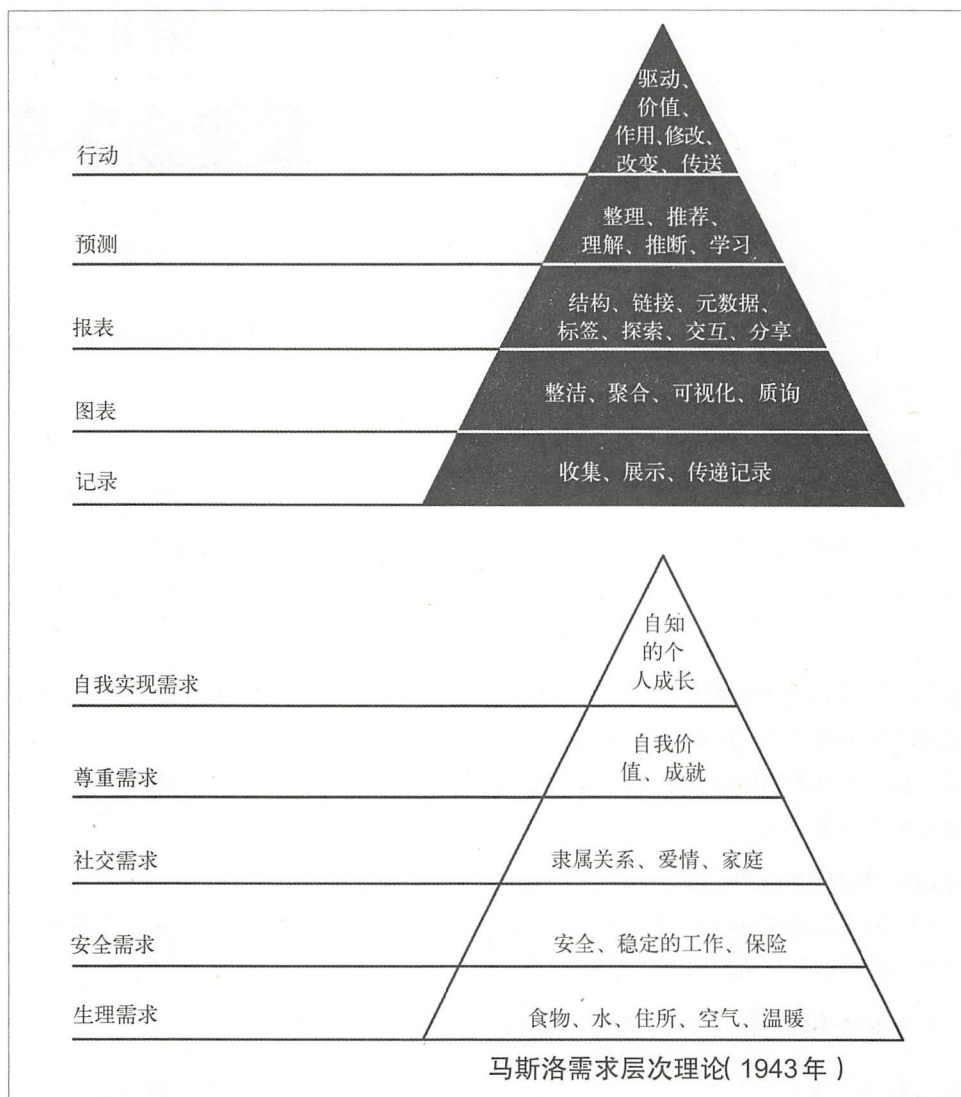 驱动、
价值、
作用、修改、
改变、传送
行动
整理、推荐、
理解、推断、学习
预测
结构、链接、元数据、
标签、探索、交互、分享
报表
整洁、聚合、可视化、质询
图表
收集、展示、传递记录
记录
自知
的个
人成长
自我实现需求
自我价
值、成就
尊重需求
隶属关系、爱情、家庭
社交需求
安全、稳定的工作、保险
安全需求
食物、水、住所、空气、温暖
生理需求
马斯洛需求层次理论(1943年)